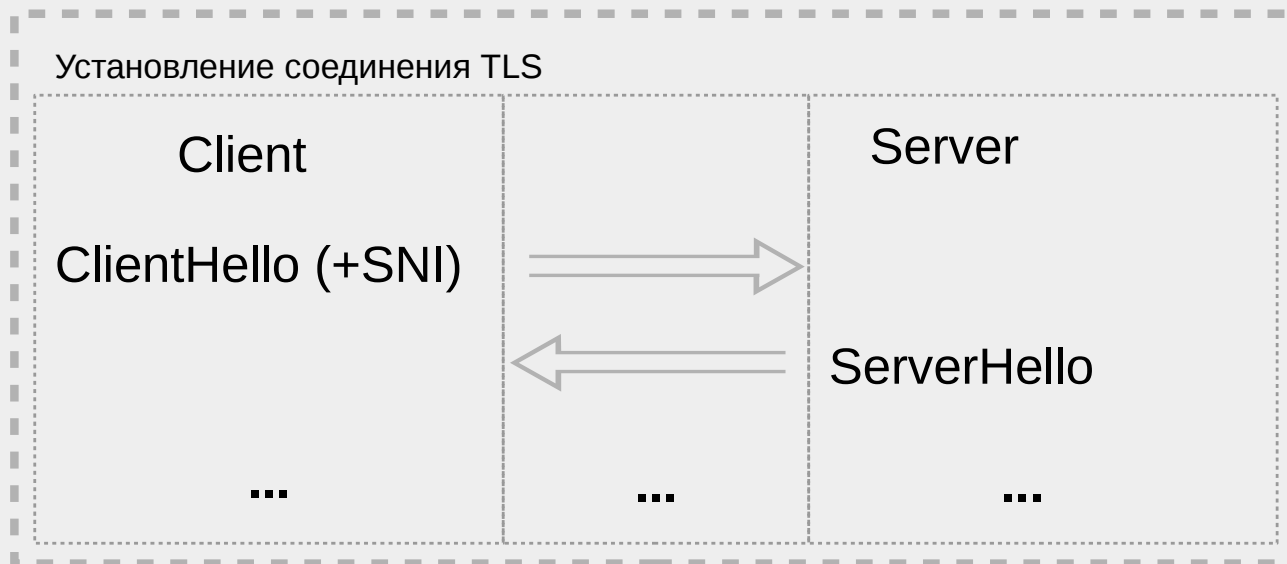 Установление соединения TLS
Client
Server
ClientHello (+SNI)
ServerHello
...
...
...